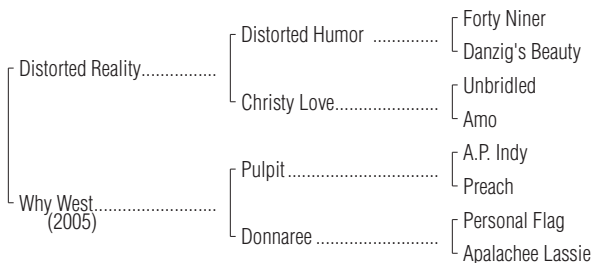 Forty Niner
Distorted Humor ..............
Danzig's Beauty
Distorted Reality................
Unbridled
Christy Love......................
Amo
A.P. Indy
Pulpit................................
Preach
Why West..........................
(2005)
Personal Flag
Donnaree ..........................
Apalachee Lassie